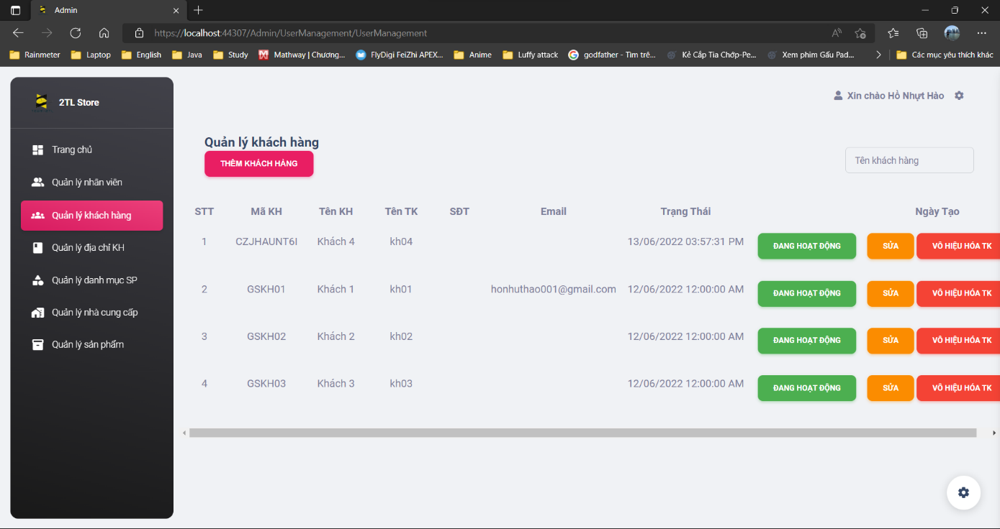 Admin
https://localhost:44307/Admin/UserManagement/UserManagement
Rainmeter Laptop English Java Study Mathway | Chương... FlyDigi FeiZhi APEX... Anime Luffy attack godfather - Tìm trê... Kẻ Cắp Tia Chớp-Pe... Xem phim Gấu Pad... Các mục yêu thích khác
2TL Store
Xin chào Hồ Nhựt Hào
Trang chủ
Quản lý nhân viên
Quản lý khách hàng
Quản lý địa chỉ KH
Quản lý danh mục SP
Quản lý nhà cung cấp
Quản lý sản phẩm
Quản lý khách hàng
THÊM KHÁCH HÀNG
Tên khách hàng
STT Mã KH Tên KH Tên TK SĐT Email Trạng Thái Ngày Tạo
1 CZJHAUNT6I Khách 4 kh04 13/06/2022 03:57:31 PM ĐANG HOẠT ĐỘNG SỬA VÔ HIỆU HÓA TK
2 GSKH01 Khách 1 kh01 honhuthao001@gmail.com 12/06/2022 12:00:00 AM ĐANG HOẠT ĐỘNG SỬA VÔ HIỆU HÓA TK
3 GSKH02 Khách 2 kh02 12/06/2022 12:00:00 AM ĐANG HOẠT ĐỘNG SỬA VÔ HIỆU HÓA TK
4 GSKH03 Khách 3 kh03 12/06/2022 12:00:00 AM ĐANG HOẠT ĐỘNG SỬA VÔ HIỆU HÓA TK